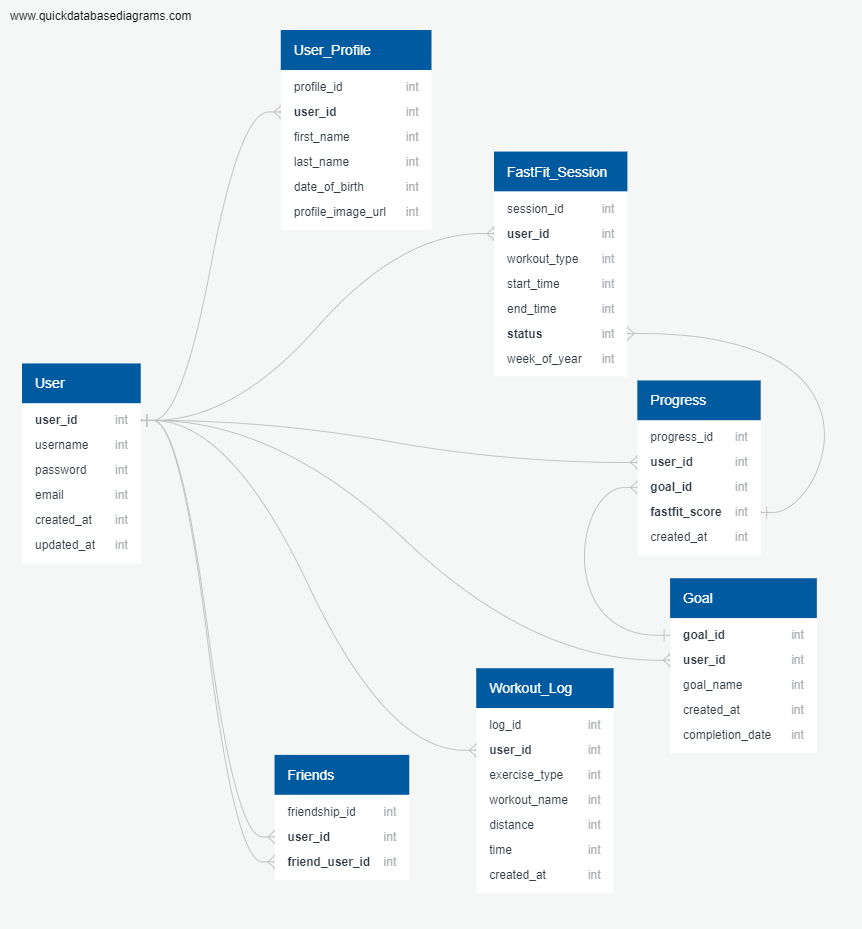 www.quickdatabasediagrams.com
User_Profile
profile_id int
user_id int
first_name int
last_name int
date_of_birth int
profile_image_url int
FastFit_Session
session_id int
user_id int
workout_type int
start_time int
end_time int
status int
week_of_year int
User
user_id int
username int
password int
email int
created_at int
updated_at int
Progress
progress_id int
user_id int
goal_id int
fastfit_score int
created_at int
Goal
goal_id int
user_id int
goal_name int
created_at int
completion_date int
Workout_Log
log_id int
user_id int
exercise_type int
workout_name int
distance int
time int
created_at int
Friends
friendship_id int
user_id int
friend_user_id int